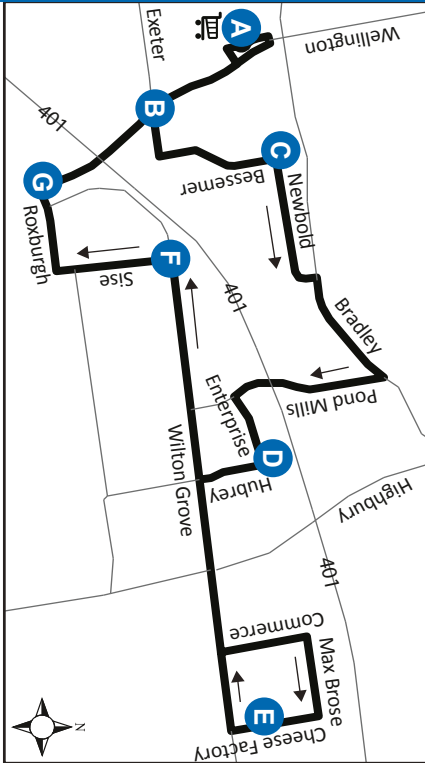 A
Wellington
Exeter
B
401
C
Bessemer
Newbold
G
Roxburgh
Sise
F
401
Bradley
Pond Mills
Enterprise
D
Hubrey
Wilton Grove
Highbury
401
Commerce
Max Brose
E
Cheese Factory
N